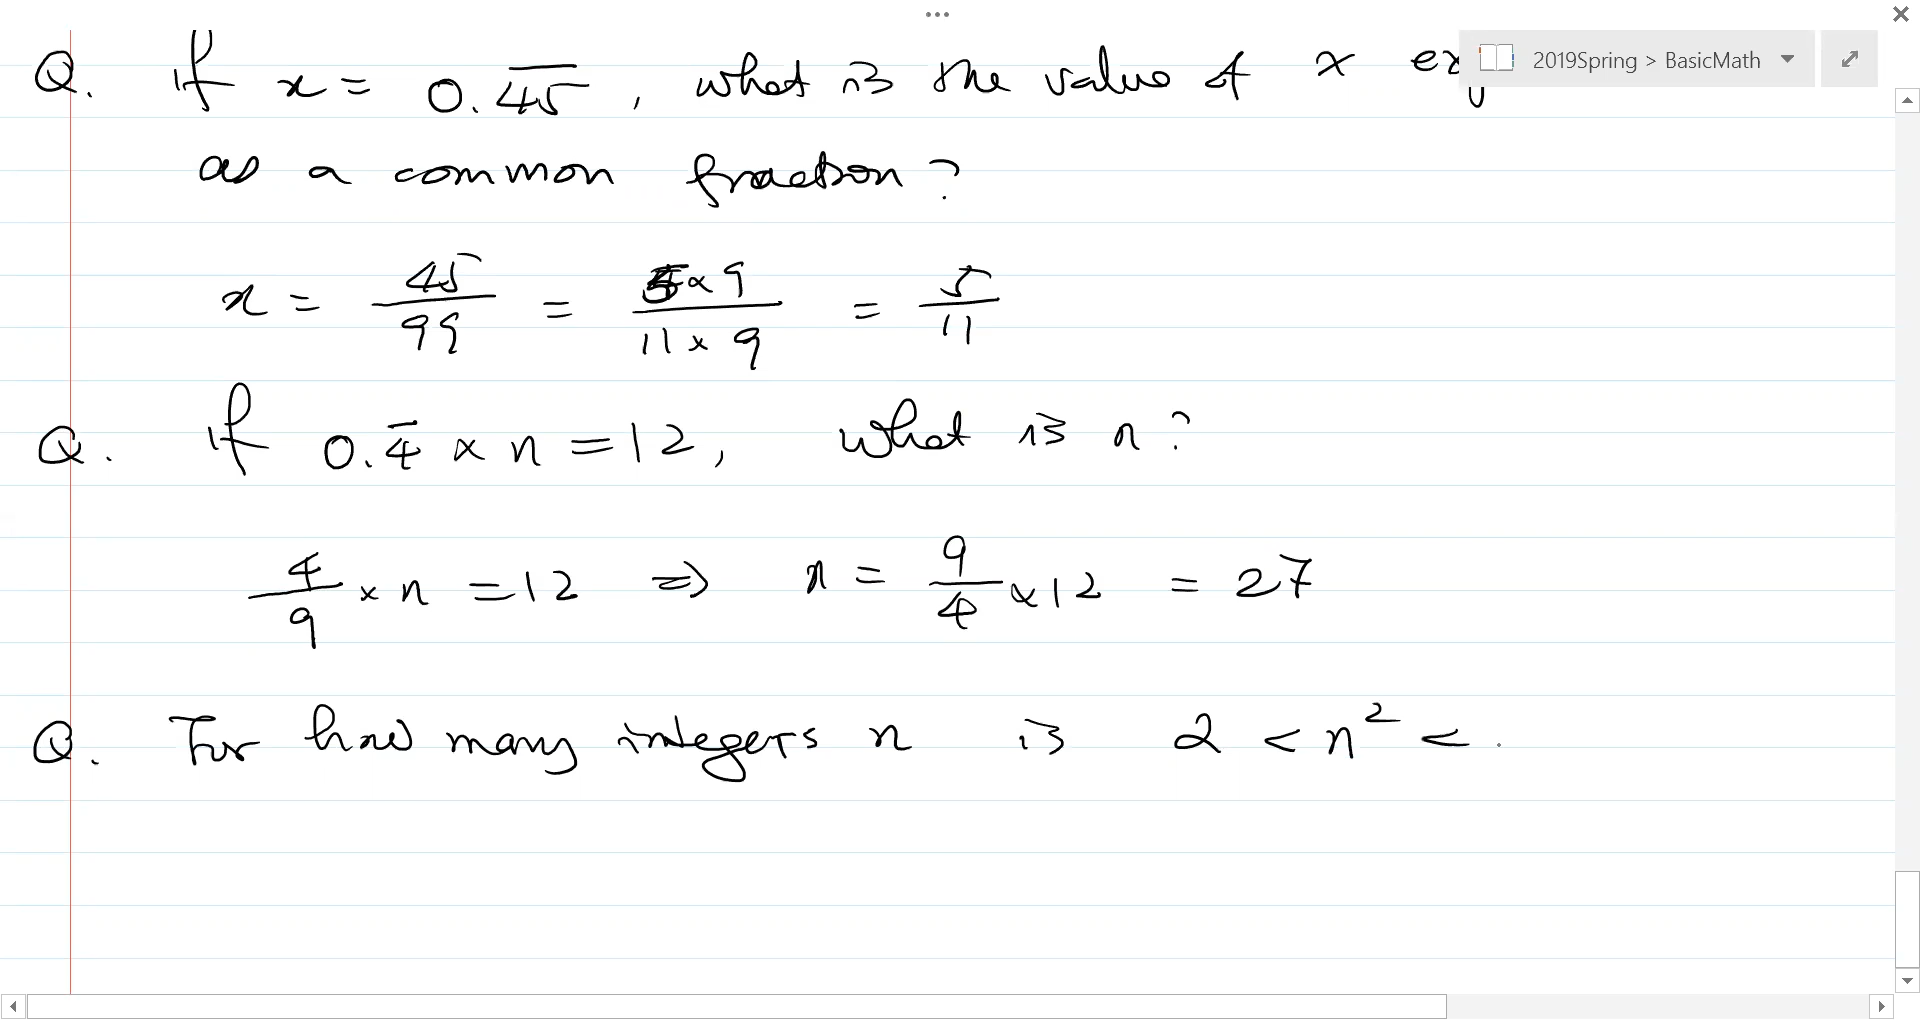 2019Spring > BasicMath
Q. If x = 0.4̅5̅, what is the value of x
as a common fraction?
x = 45/99 = 5×9/11×9 = 5/11
Q. If 0.4̅ × n = 12, what is n?
4/9 × n = 12 ⇒ n = 9/4 × 12 = 27
Q. For how many integers n is 2 < n² <